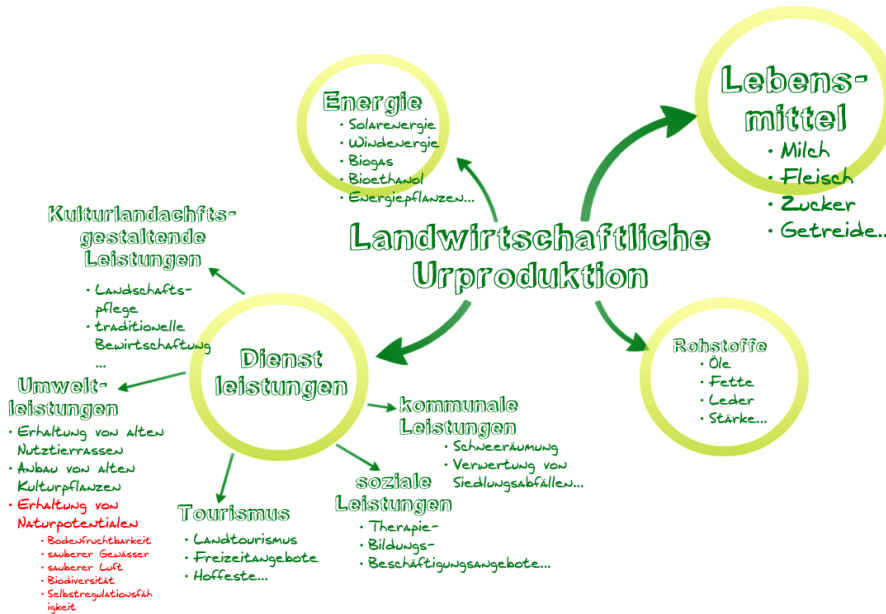 Landwirtschaftliche
Urproduktion
Energie
• Solarenergie
• Windenergie
• Biogas
• Bioethanol
• Energiepflanzen...
Lebens-
mittel
• Milch
• Fleisch
• Zucker
• Getreide...
Rohstoffe
• Öle
• Fette
• Leder
• Stärke...
Dienst
leistungen
Kulturlandachfts-
gestaltende
Leistungen
• Landschafts-
pflege
• traditionelle
Bewirtschaftung
...
Umwelt-
leistungen
• Erhaltung von alten
Nutztierrassen
• Anbau von alten
Kulturpflanzen
• Erhaltung von
Naturpotentialen
• Bodenfruchtbarkeit
• sauberer Gewässer
• sauberer Luft
• Biodiversität
• Selbstregulationsfäh
igkeit
Tourismus
• Landtourismus
• Freizeitangebote
• Hoffeste...
soziale
Leistungen
• Therapie-
• Bildungs-
• Beschäftigungsangebote...
kommunale
Leistungen
• Schneeräumung
• Verwertung von
Siedlungsabfällen...